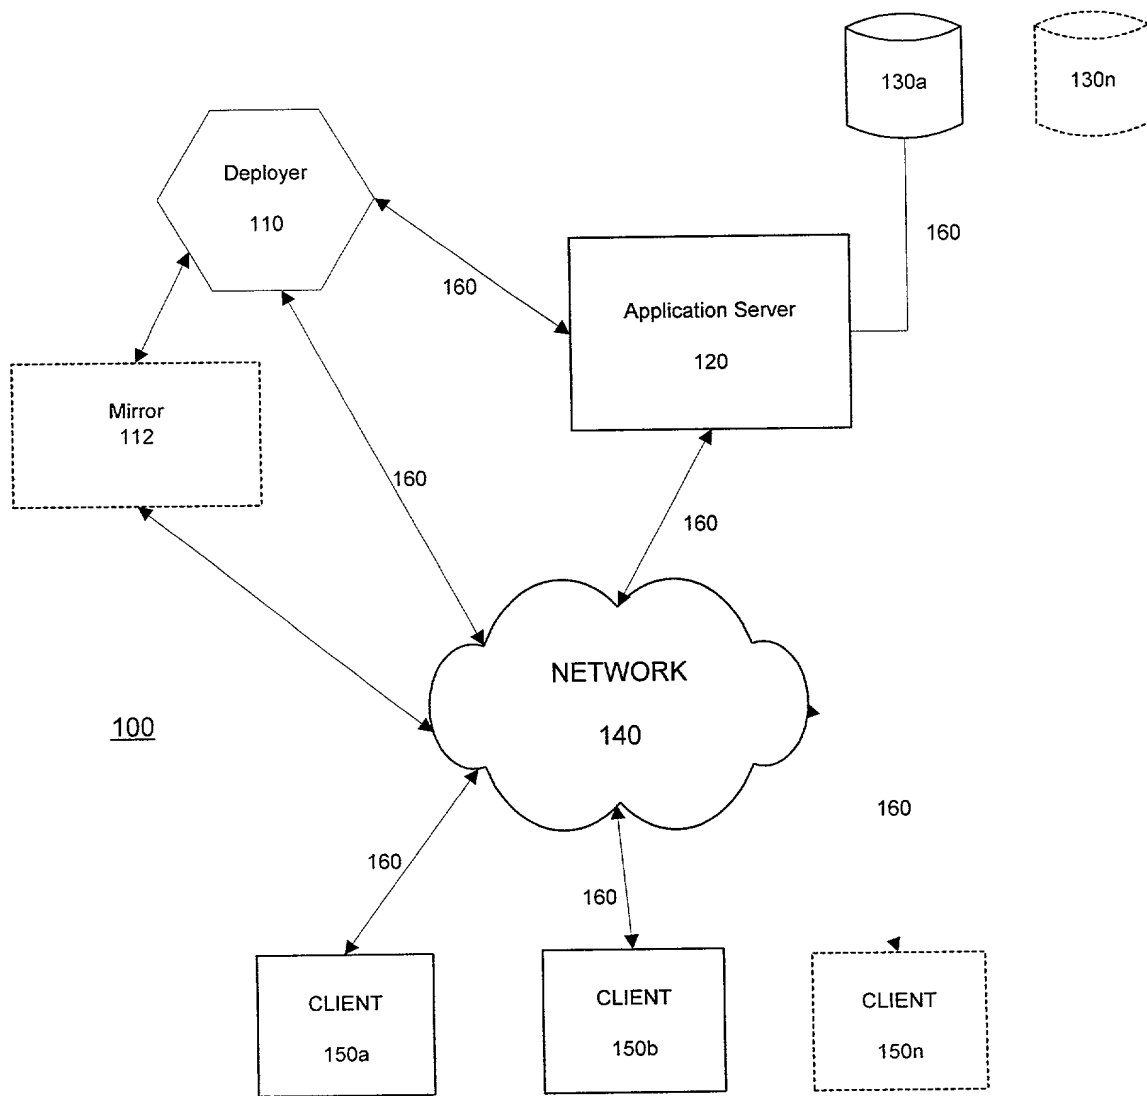 130a
130n
Deployer
110
160
160
Application Server
120
160
Mirror
112
160
160
NETWORK
140
100
160
160
160
CLIENT
150a
CLIENT
150b
CLIENT
150n